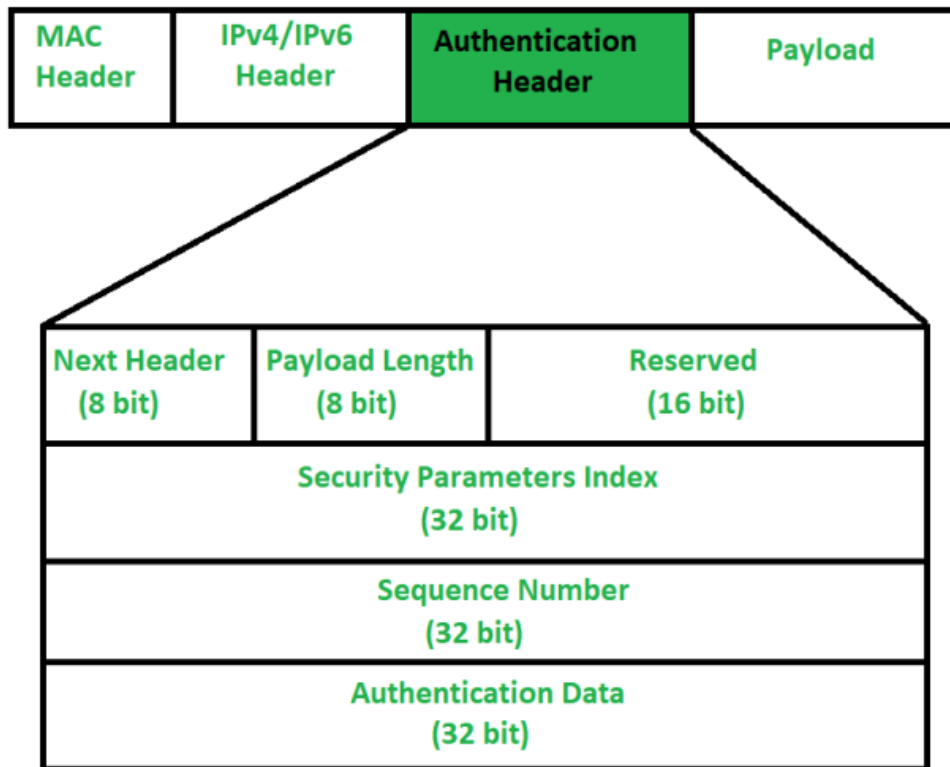 MAC
Header
IPv4/IPv6
Header
Authentication
Header
Payload
Next Header
(8 bit)
Payload Length
(8 bit)
Reserved
(16 bit)
Security Parameters Index
(32 bit)
Sequence Number
(32 bit)
Authentication Data
(32 bit)